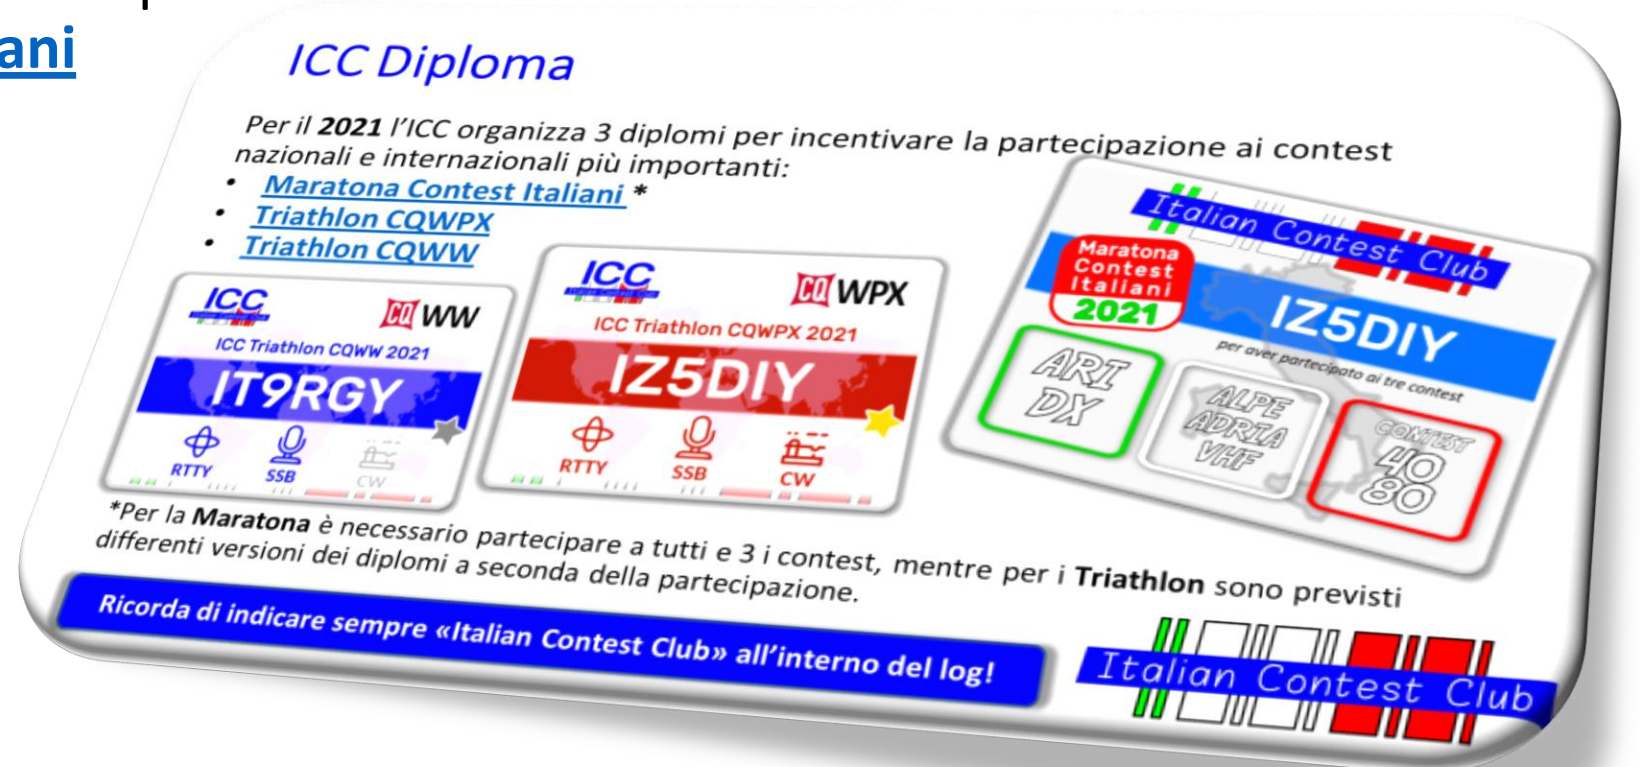 ani
ICC Diploma
Per il 2021 l'ICC organizza 3 diplomi per incentivare la partecipazione ai contest
nazionali e internazionali più importanti:
• Maratona Contest Italiani *
• Triathlon CQWPX
• Triathlon CQWW
ICC
CQ WW
ICC Triathlon CQWW 2021
IT9RGY
RTTY
SSB
CW
ICC
Italian Contest Club
CQ WPX
ICC Triathlon CQWPX 2021
IZ5DIY
RTTY
SSB
CW
Italian Contest Club
Maratona
Contest
Italiani
2021
IZ5DIY
per aver partecipato ai tre contest
ARI
DX
ALPE
ADRIA
VHF
CONTEST
40
80
*Per la Maratona è necessario partecipare a tutti e 3 i contest, mentre per i Triathlon sono previsti
differenti versioni dei diplomi a seconda della partecipazione.
Ricorda di indicare sempre «Italian Contest Club» all'interno del log!
Italian Contest Club